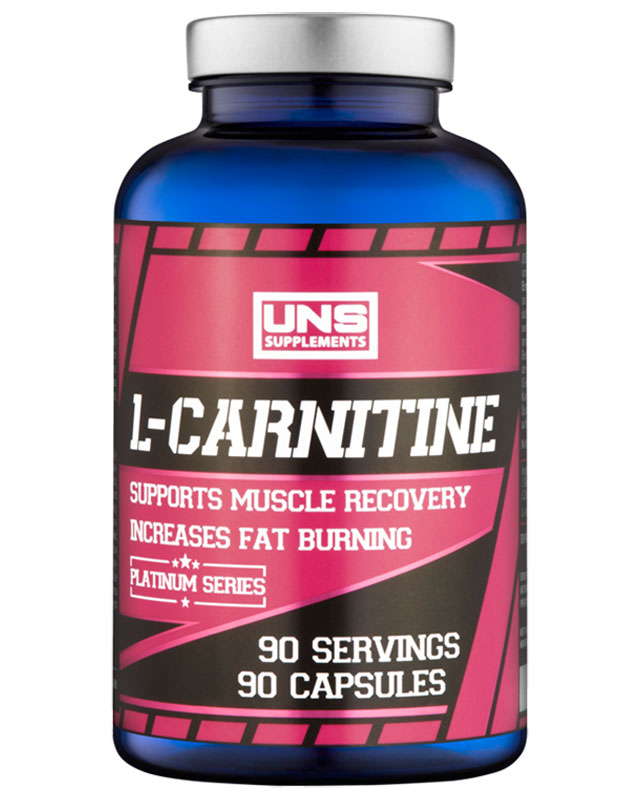 UNS
SUPPLEMENTS
L-CARNITINE
SUPPORTS MUSCLE RECOVERY
INCREASES FAT BURNING
PLATINUM SERIES
90 SERVINGS
90 CAPSULES